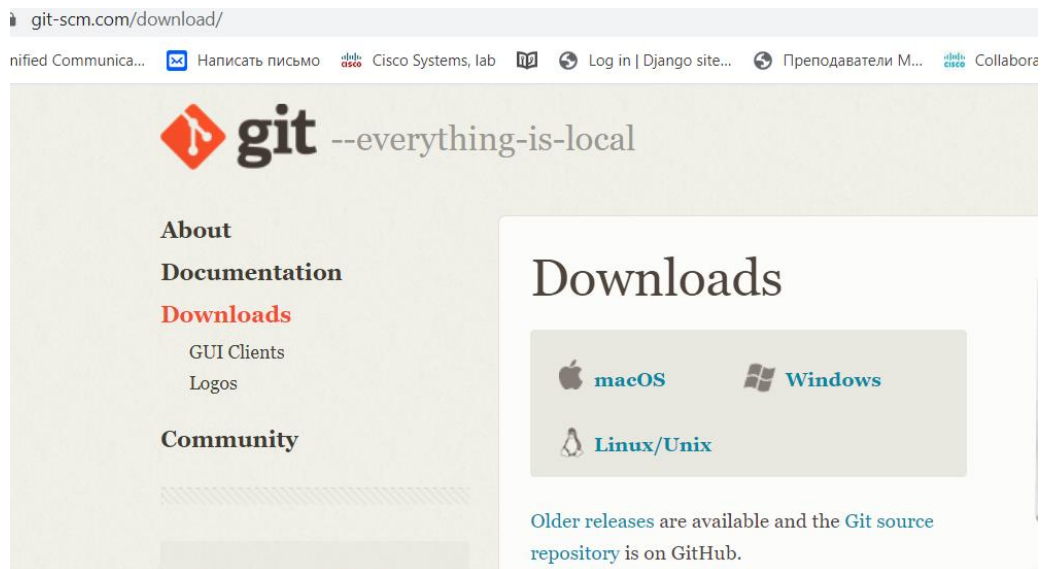 git-scm.com/download/
nified Communica... Написать письмо cisco Cisco Systems, lab Log in | Django site... Преподаватели М... cisco Collabora
git --everything-is-local
About
Documentation
Downloads
GUI Clients
Logos
Community
Downloads
macOS Windows
Linux/Unix
Older releases are available and the Git source
repository is on GitHub.